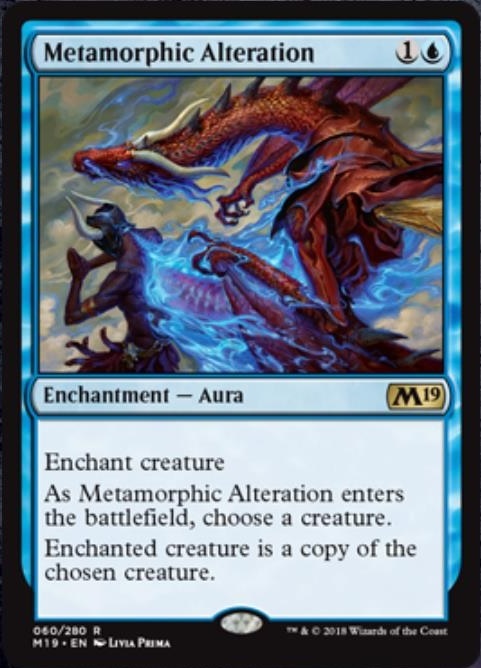 Metamorphic Alteration 1
Enchantment — Aura M19
Enchant creature
As Metamorphic Alteration enters
the battlefield, choose a creature.
Enchanted creature is a copy of the
chosen creature.
060/280 R
M19 • EN LIVIA PRIMA ™ & © 2018 Wizards of the Coast